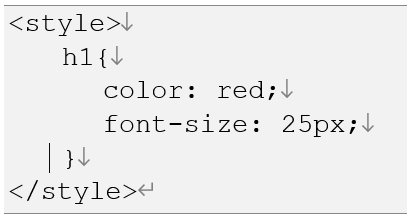 <style>↓
h1{↓
color: red;↓
font-size: 25px;↓
}↓
</style>↵